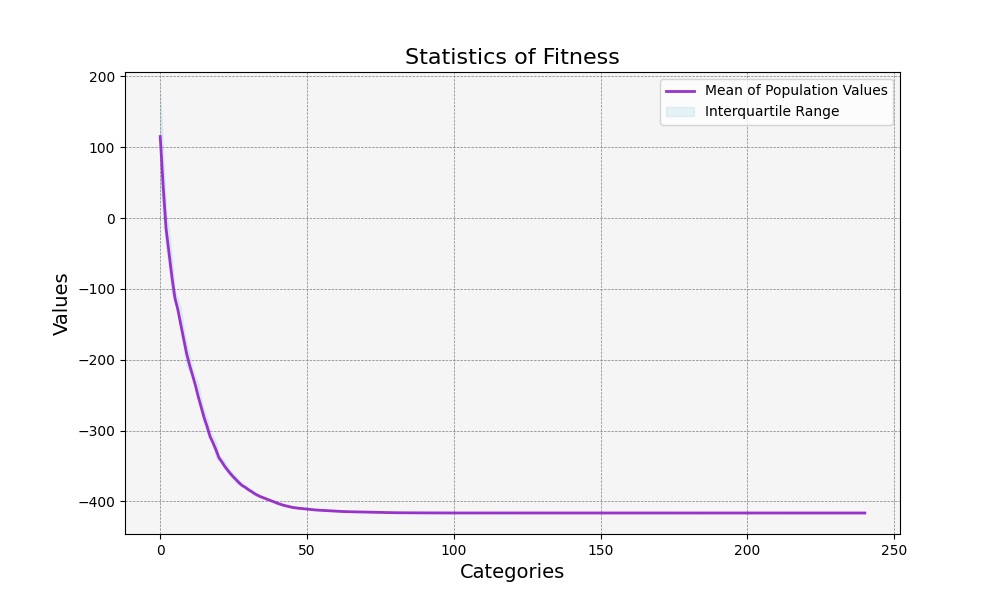 Statistics of Fitness
Mean of Population Values
Interquartile Range
Values
200
100
0
−100
−200
−300
−400
0 50 100 150 200 250
Categories